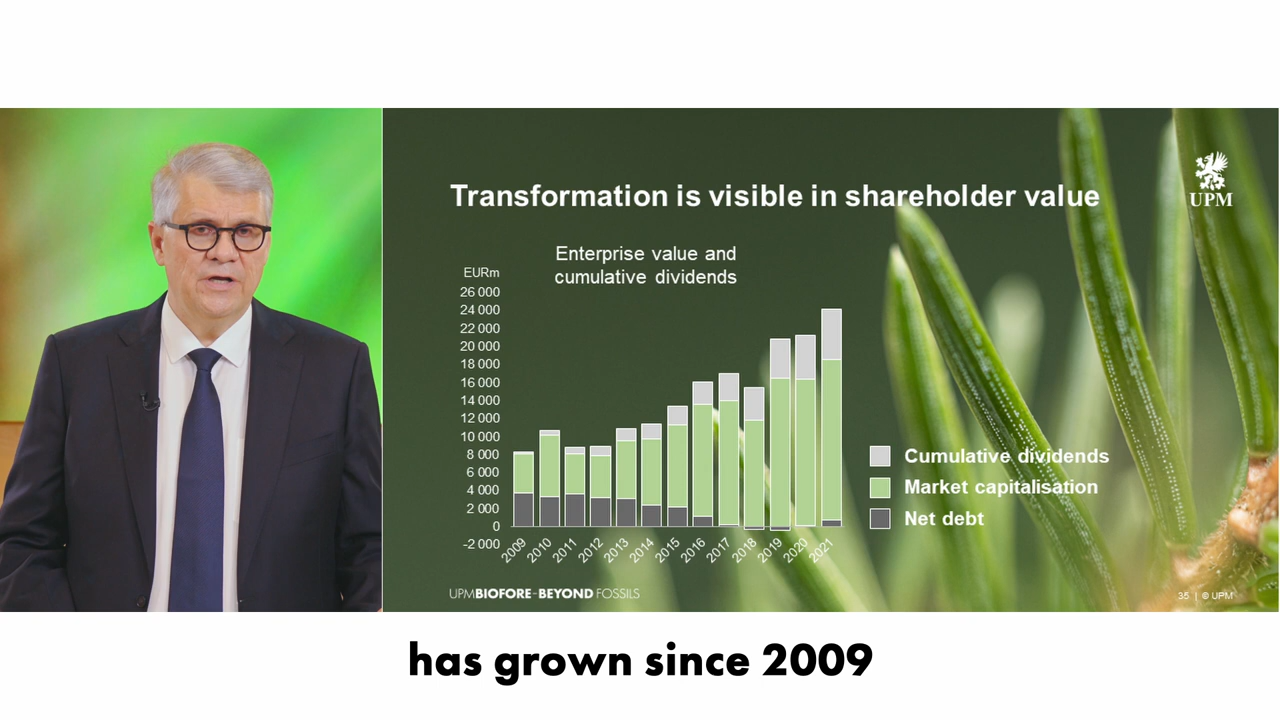 Transformation is visible in shareholder value
UPM
Enterprise value and
cumulative dividends
EURm
26 000
24 000
22 000
20 000
18 000
16 000
14 000
12 000
10 000
8 000
6 000
4 000
2 000
0
-2 000
2009
2010
2011
2012
2013
2014
2015
2016
2017
2018
2019
2020
2021
Cumulative dividends
Market capitalisation
Net debt
UPM BIOFORE-BEYOND FOSSILS
35 | © UPM
has grown since 2009